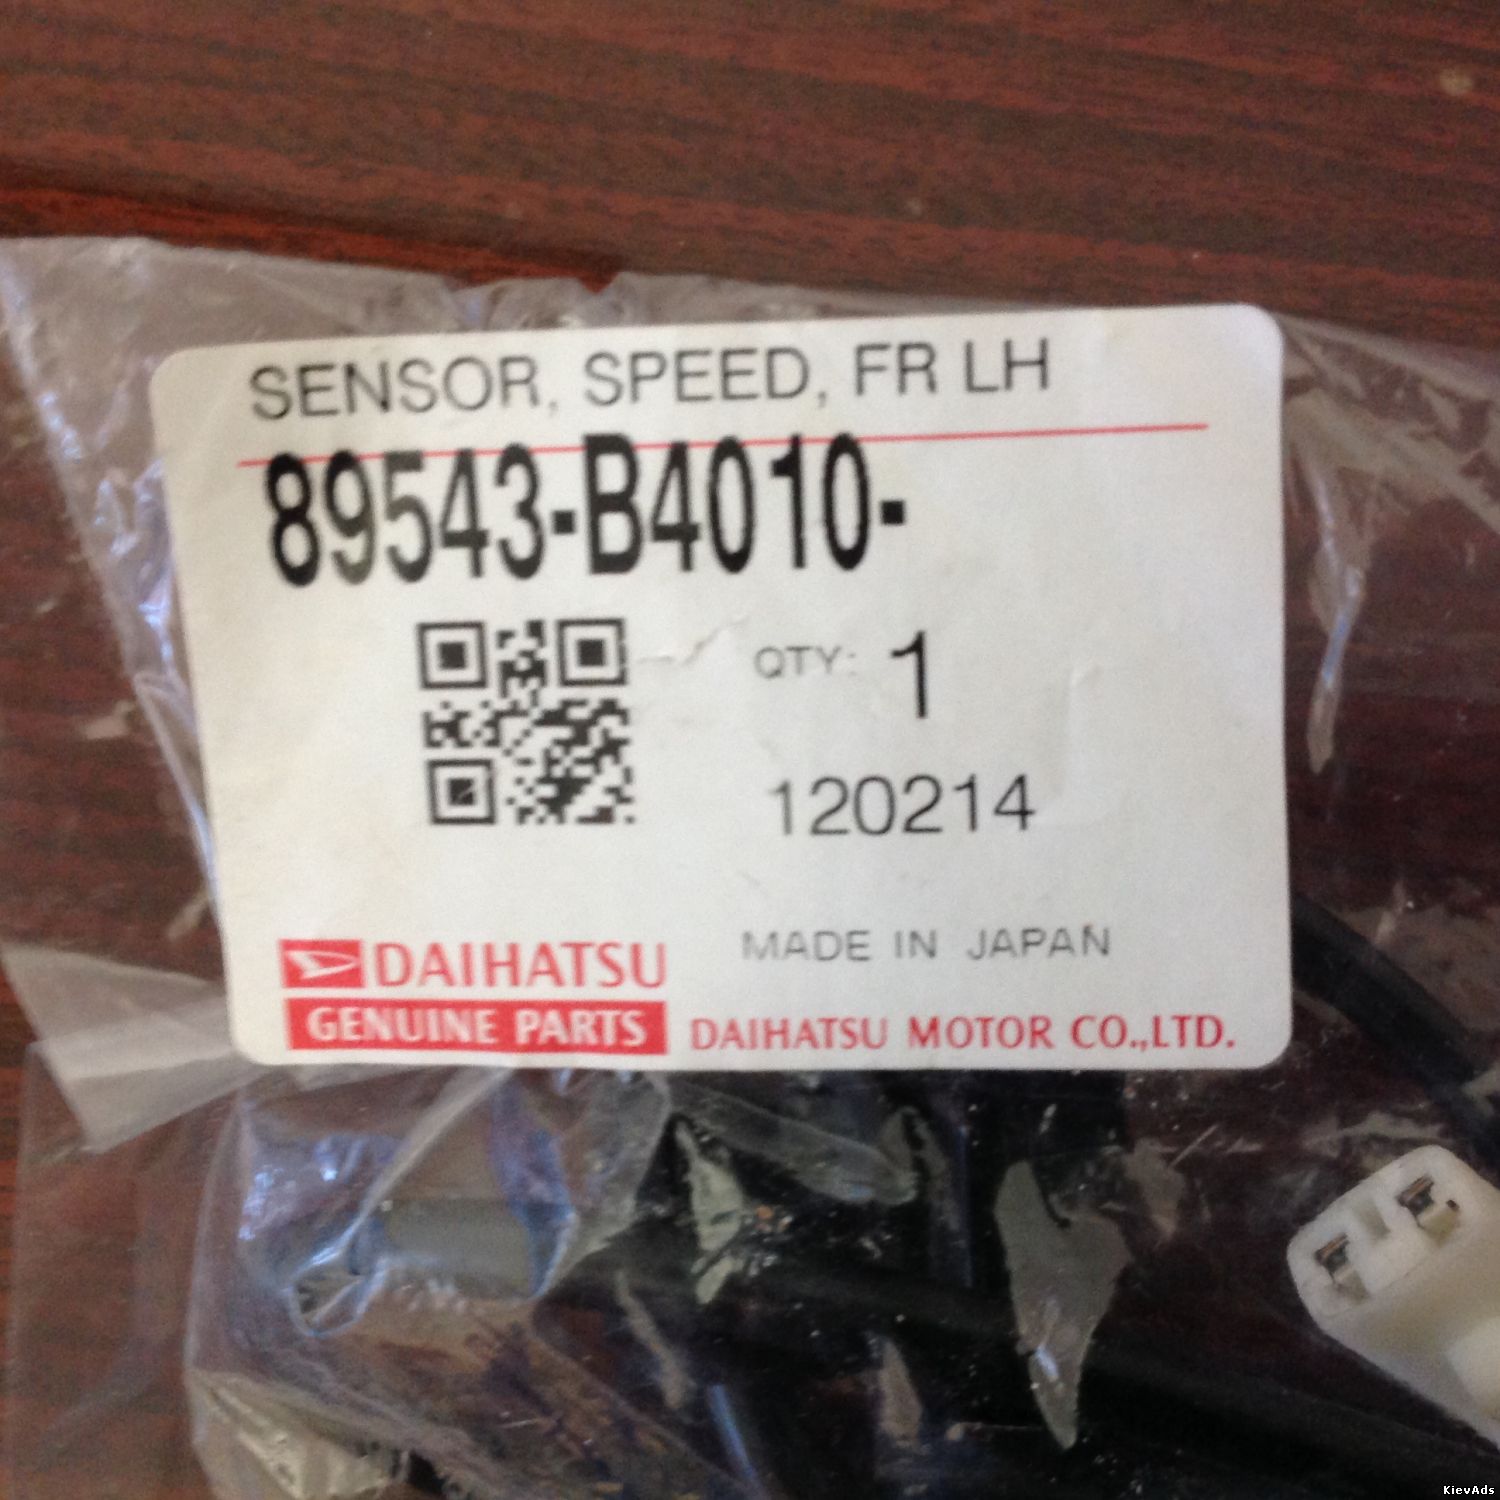 SENSOR, SPEED, FR LH
89543-B4010-
QTY: 1
120214
MADE IN JAPAN
DAIHATSU
GENUINE PARTS
DAIHATSU MOTOR CO.,LTD.
KievAds